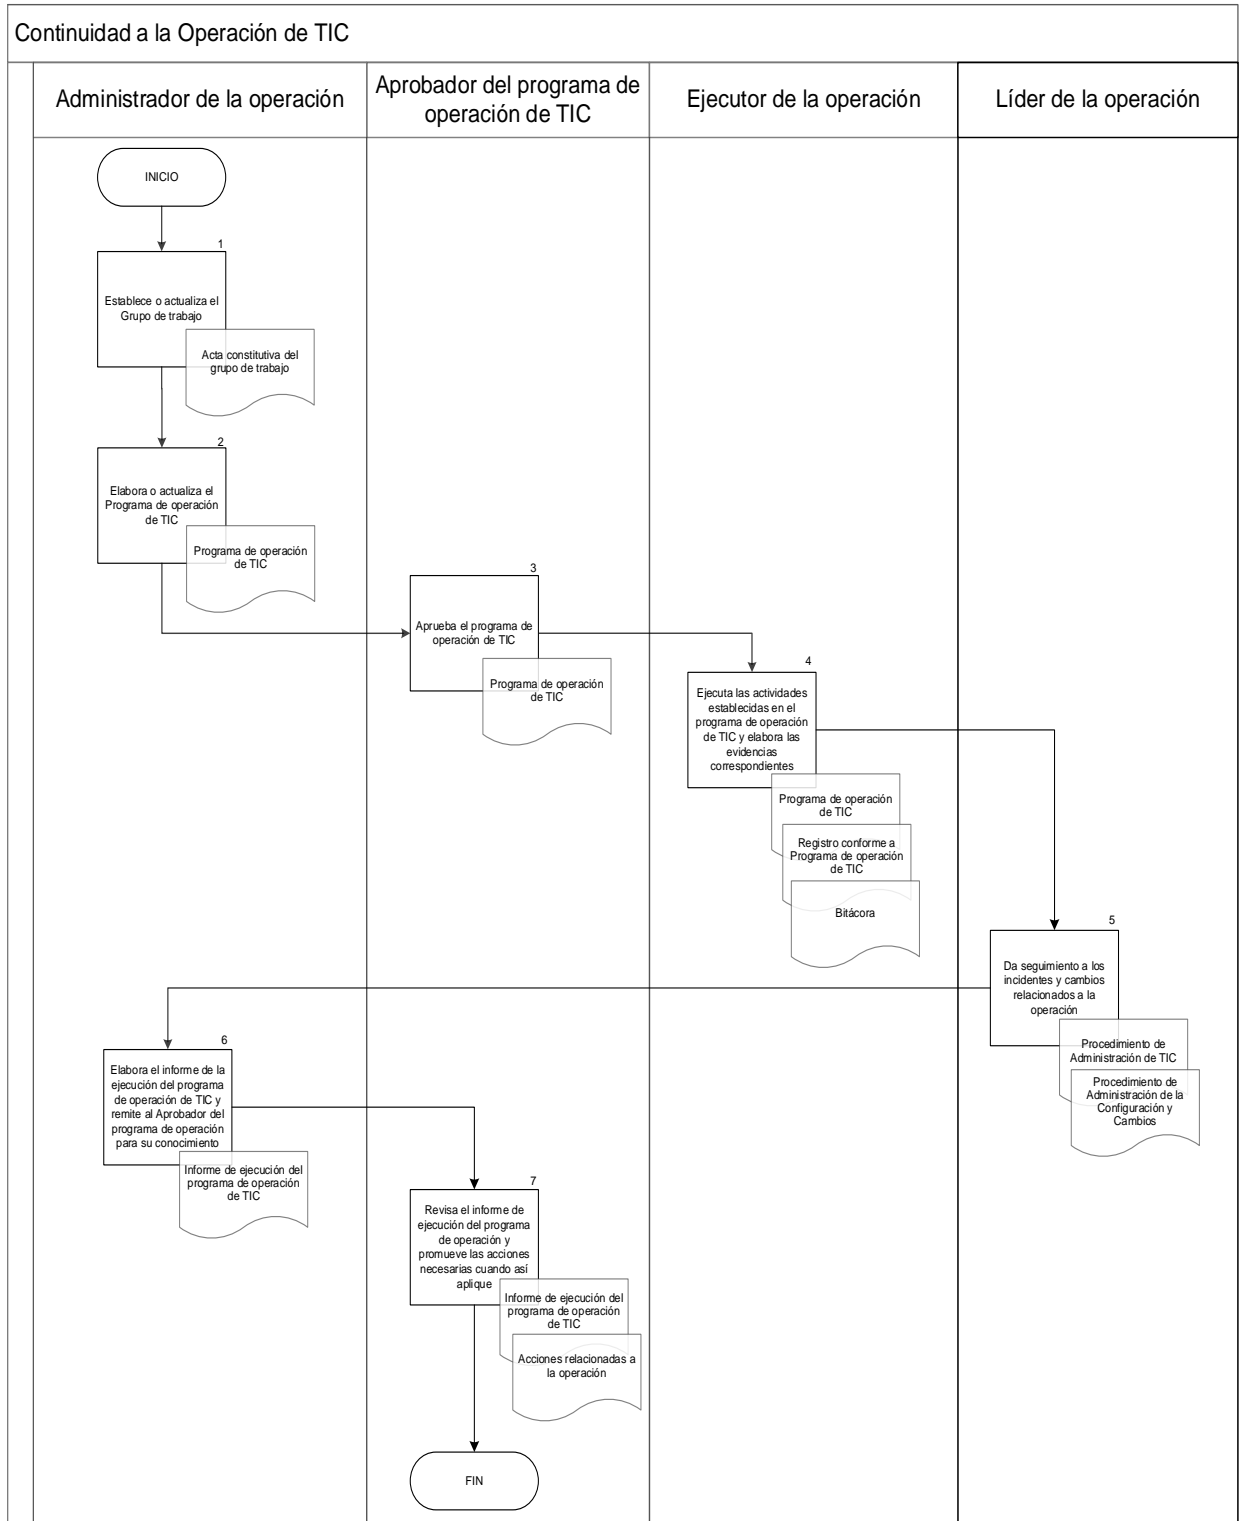 Continuidad a la Operación de TIC
Administrador de la operación
Aprobador del programa de
operación de TIC
Ejecutor de la operación
Líder de la operación
INICIO
1
Establece o actualiza el
Grupo de trabajo
Acta constitutiva del
grupo de trabajo
2
Elabora o actualiza el
Programa de operación
de TIC
Programa de operación
de TIC
3
Aprueba el programa de
operación de TIC
Programa de operación
de TIC
4
Ejecuta las actividades
establecidas en el
programa de operación
de TIC y elabora las
evidencias
correspondientes
Programa de operación
de TIC
Registro conforme a
Programa de operación
de TIC
Bitácora
5
Da seguimiento a los
incidentes y cambios
relacionados a la
operación
Procedimiento de
Administración de TIC
Procedimiento de
Administración de la
Configuración y
Cambios
6
Elabora el informe de la
ejecución del programa
de operación de TIC y
remite al Aprobador del
programa de operación
para su conocimiento
Informe de ejecución del
programa de operación
de TIC
7
Revisa el informe de
ejecución del programa
de operación y
promueve las acciones
necesarias cuando así
aplique
Informe de ejecución del
programa de operación
de TIC
Acciones relacionadas a
la operación
FIN